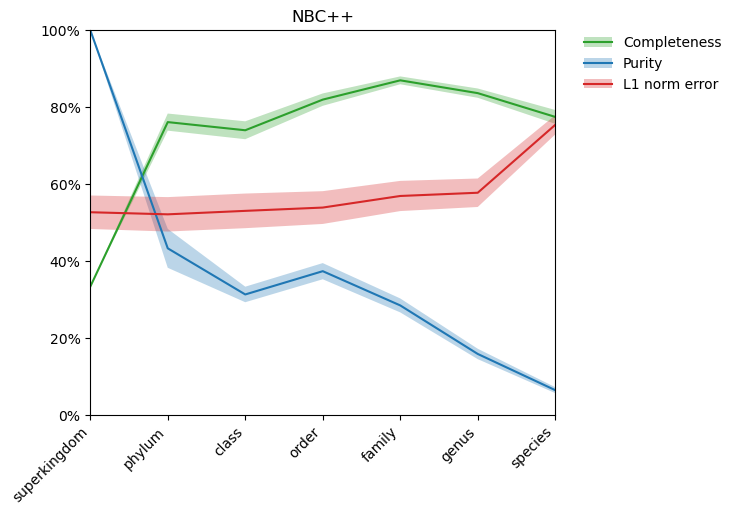 NBC++
100%
80%
60%
40%
20%
0%
superkingdom
phylum
class
order
family
genus
species
Completeness
Purity
L1 norm error